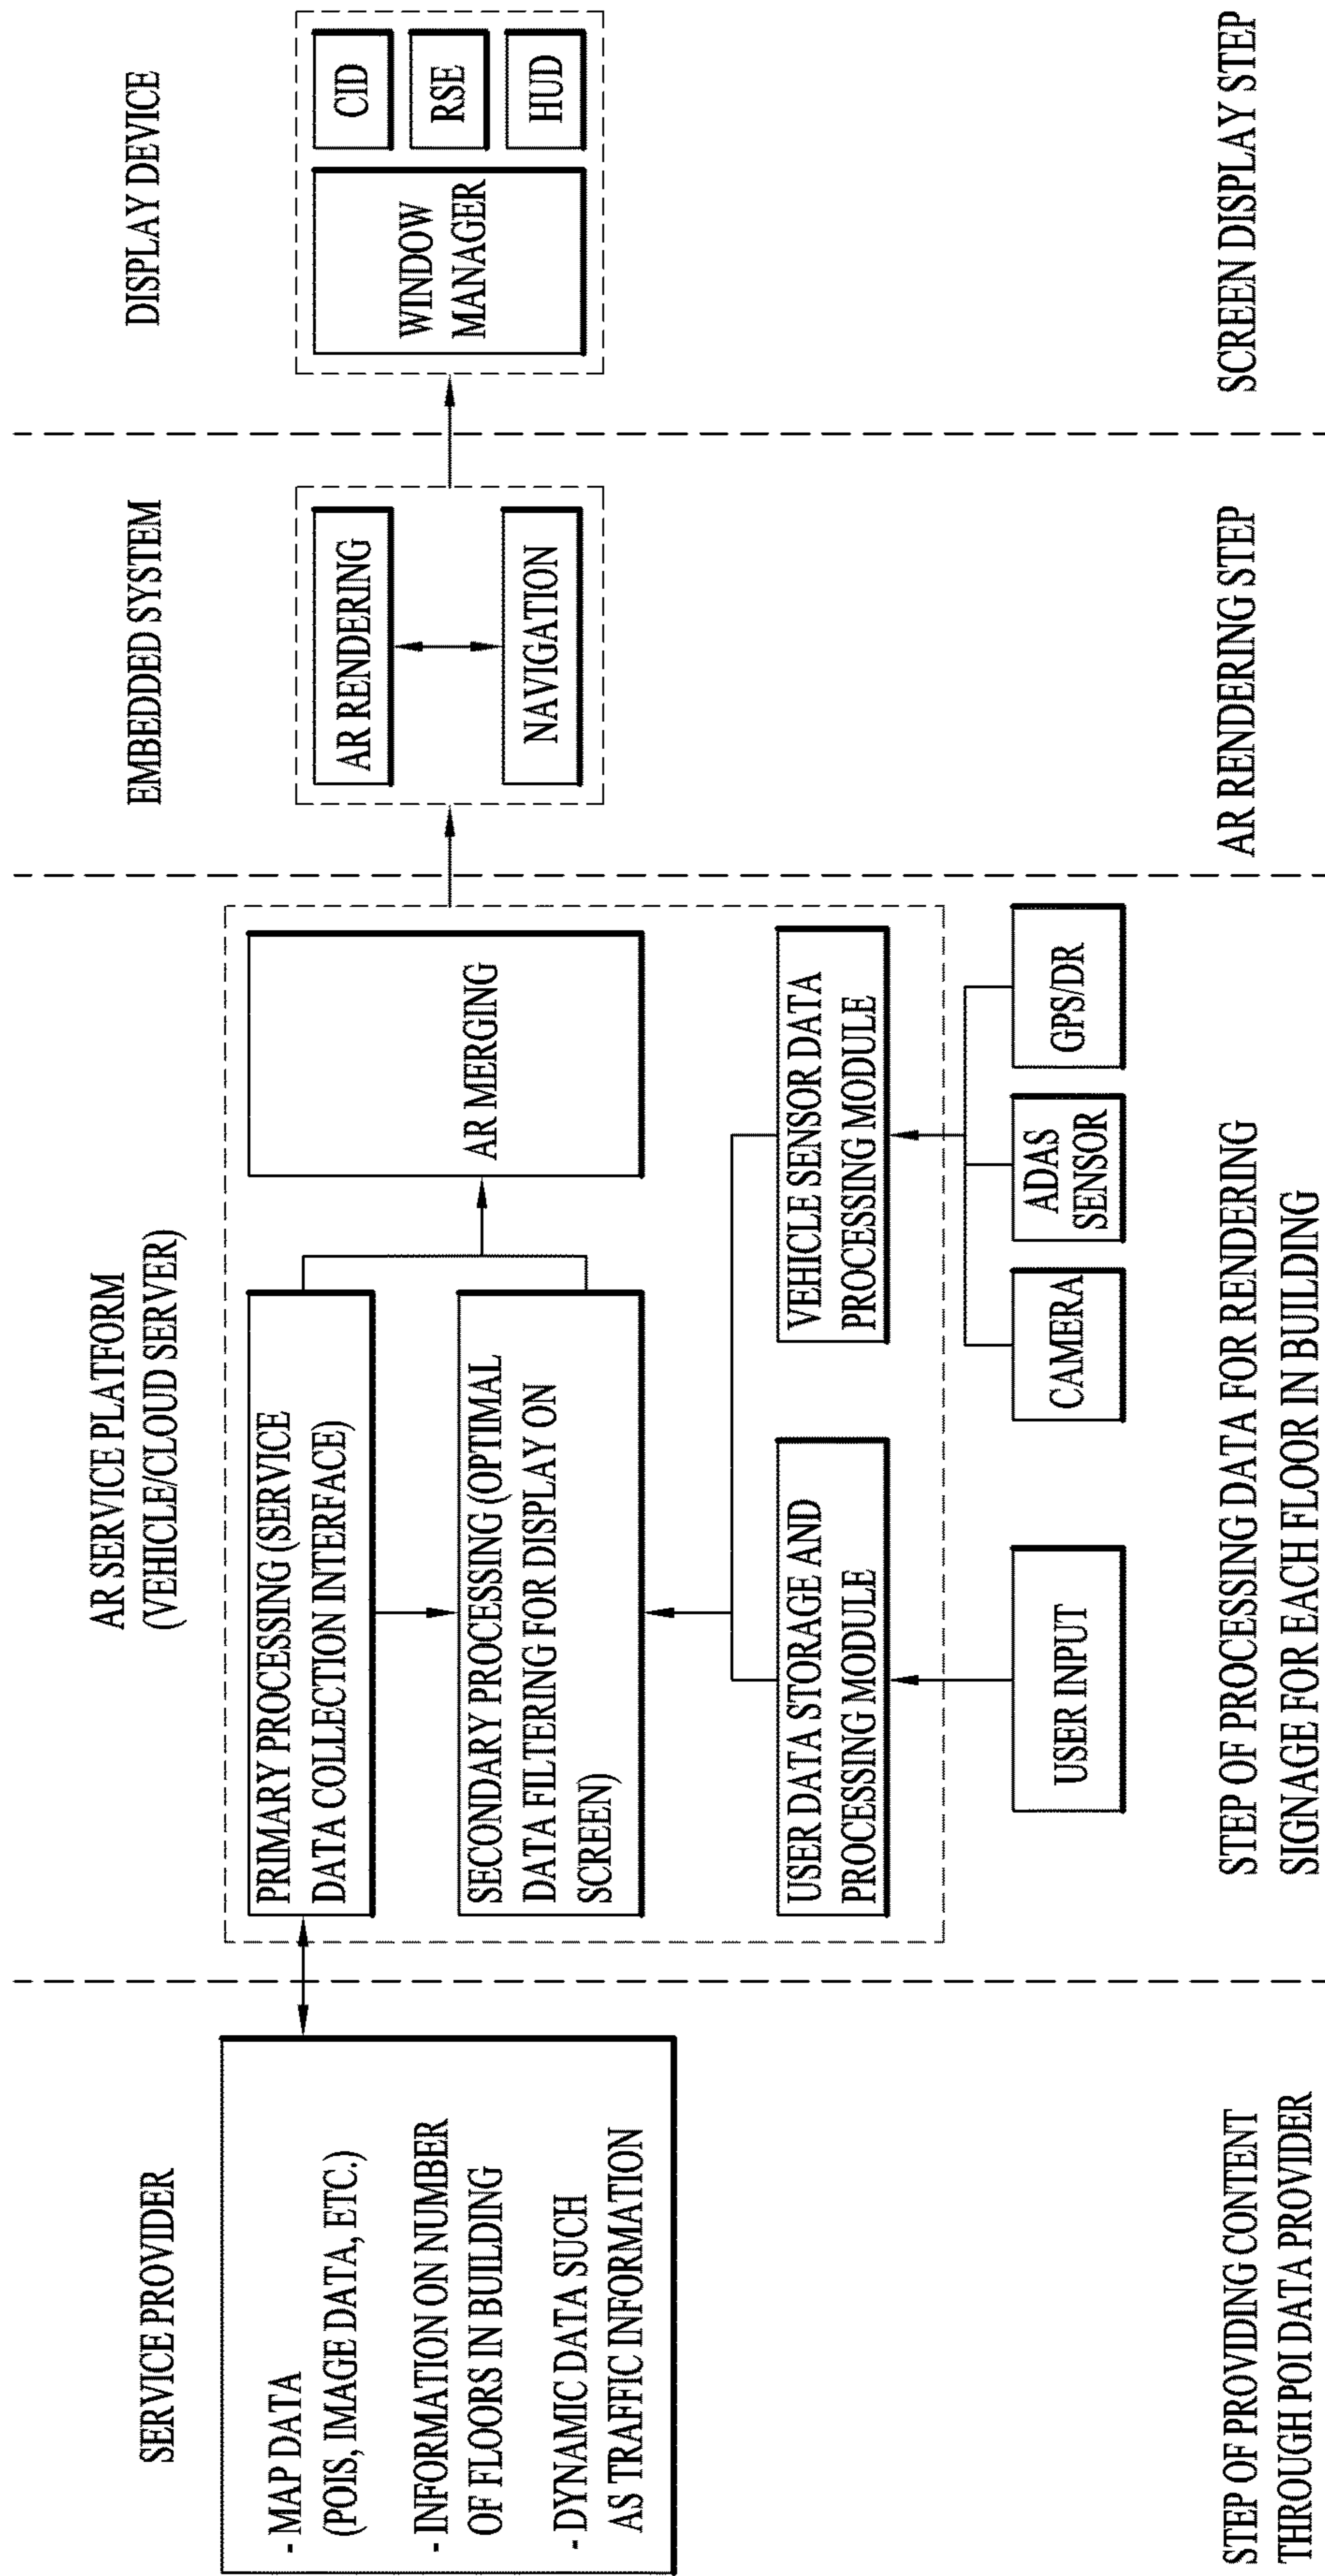 SERVICE PROVIDER
- MAP DATA
(POIS, IMAGE DATA, ETC.)
- INFORMATION ON NUMBER
OF FLOORS IN BUILDING
- DYNAMIC DATA SUCH
AS TRAFFIC INFORMATION
STEP OF PROVIDING CONTENT
THROUGH POI DATA PROVIDER
AR SERVICE PLATFORM
(VEHICLE/CLOUD SERVER)
PRIMARY PROCESSING (SERVICE
DATA COLLECTION INTERFACE)
SECONDARY PROCESSING (OPTIMAL
DATA FILTERING FOR DISPLAY ON
SCREEN)
AR MERGING
USER DATA STORAGE AND
PROCESSING MODULE
VEHICLE SENSOR DATA
PROCESSING MODULE
USER INPUT
CAMERA
ADAS
SENSOR
GPS/DR
STEP OF PROCESSING DATA FOR RENDERING
SIGNAGE FOR EACH FLOOR IN BUILDING
EMBEDDED SYSTEM
AR RENDERING
NAVIGATION
AR RENDERING STEP
DISPLAY DEVICE
WINDOW
MANAGER
CID
RSE
HUD
SCREEN DISPLAY STEP